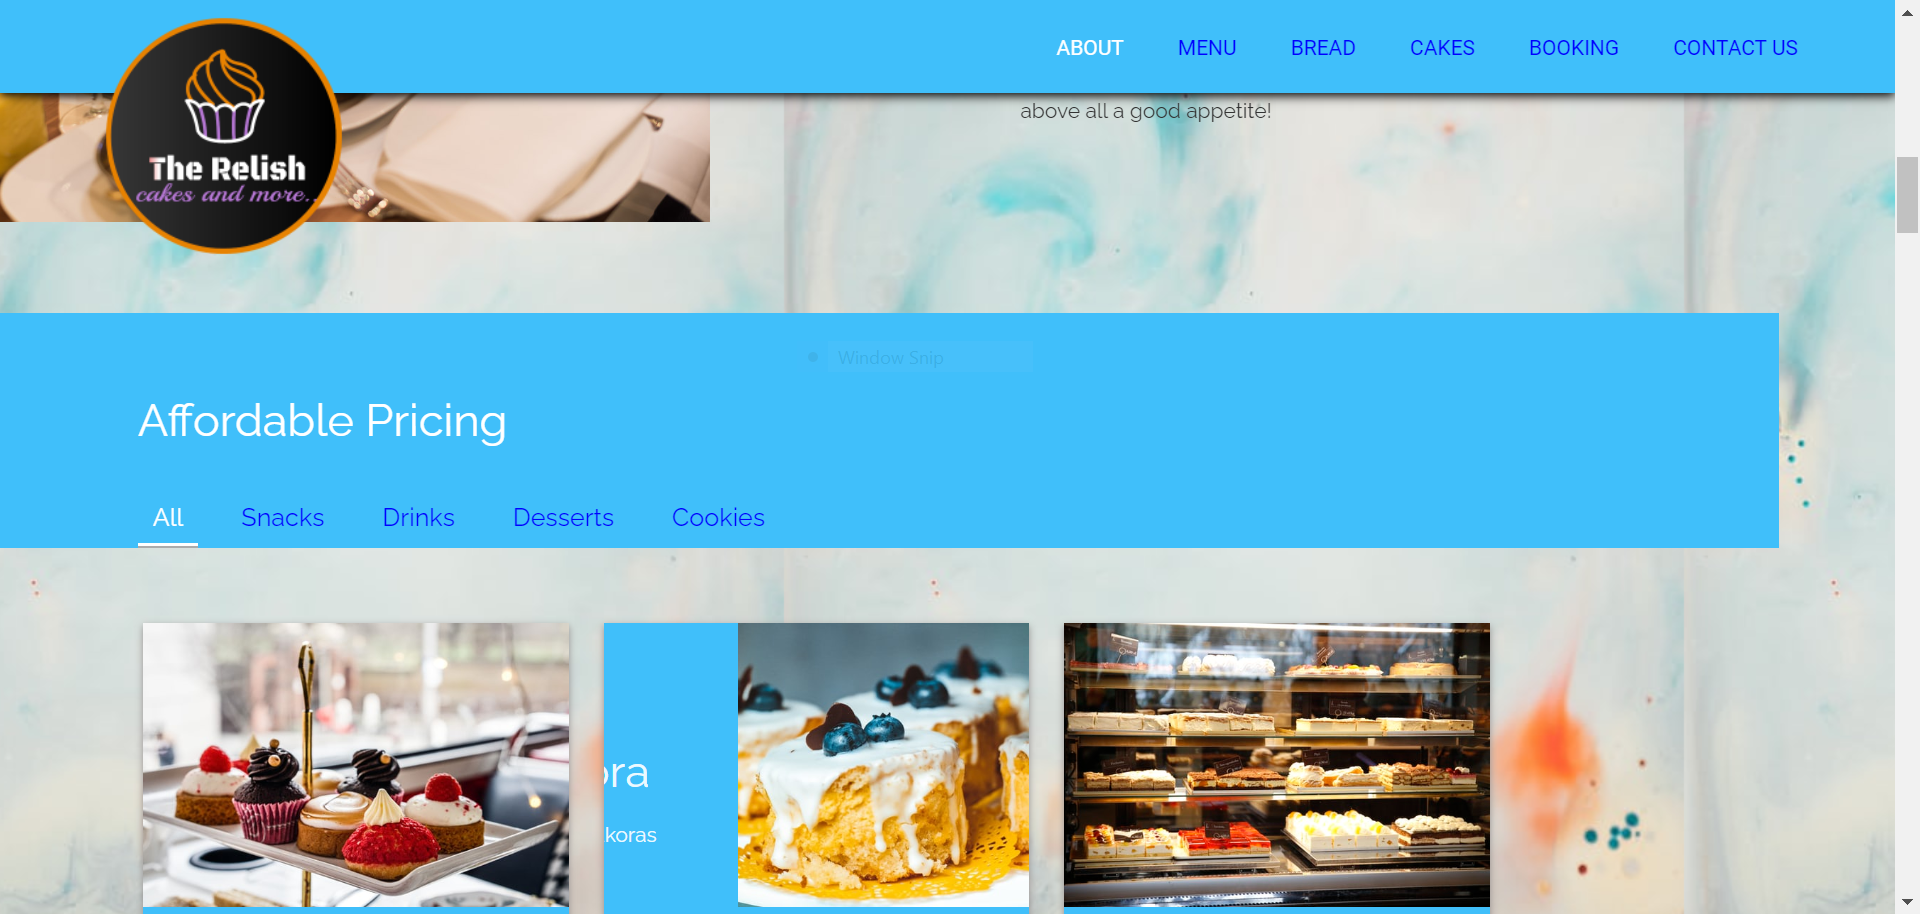 ABOUT MENU BREAD CAKES BOOKING CONTACT US
The Relish
cakes and more..
above all a good appetite!
Window Snip
Affordable Pricing
All Snacks Drinks Desserts Cookies
ora
koras